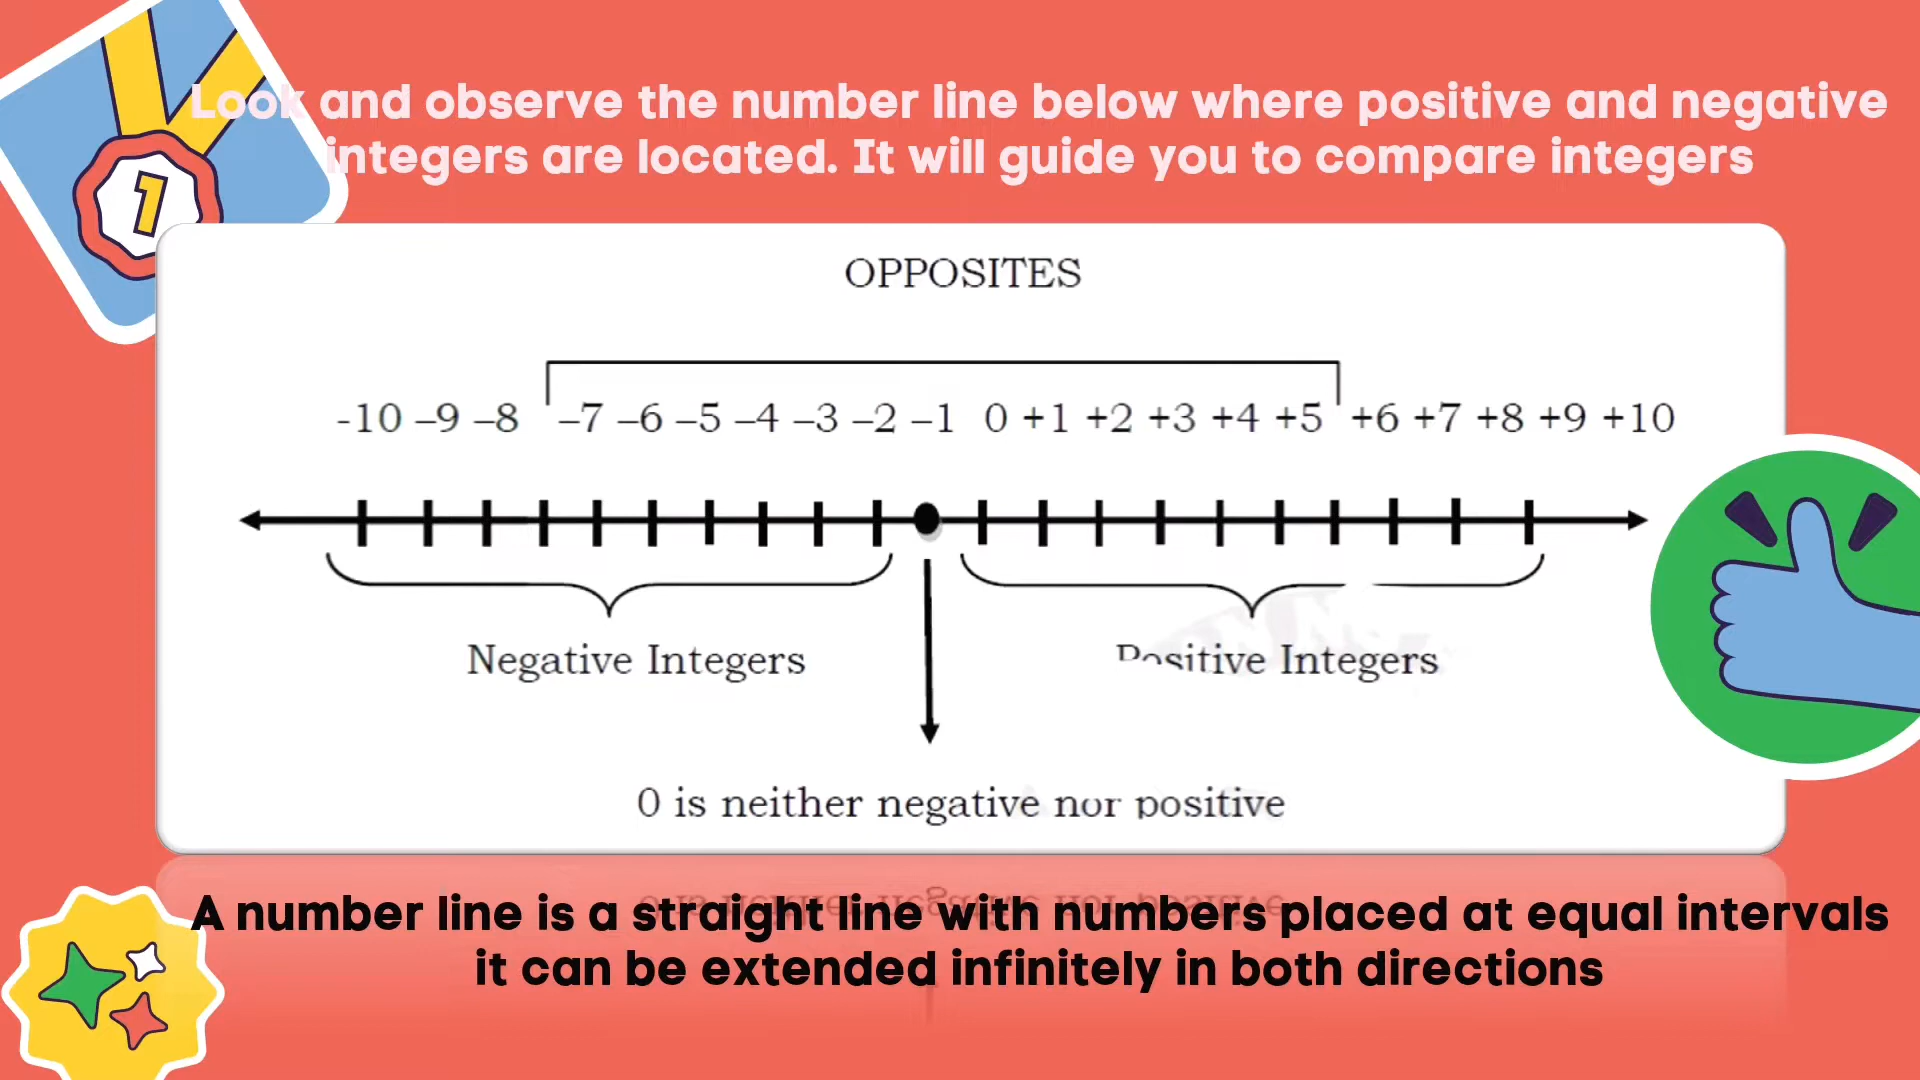 Look and observe the number line below where positive and negative
integers are located. It will guide you to compare integers
1
OPPOSITES
-10 –9 –8 –7 –6 –5 –4 –3 –2 –1 0 +1 +2 +3 +4 +5 +6 +7 +8 +9 +10
Negative Integers Positive Integers
0 is neither negative nor positive
A number line is a straight line with numbers placed at equal intervals
it can be extended infinitely in both directions